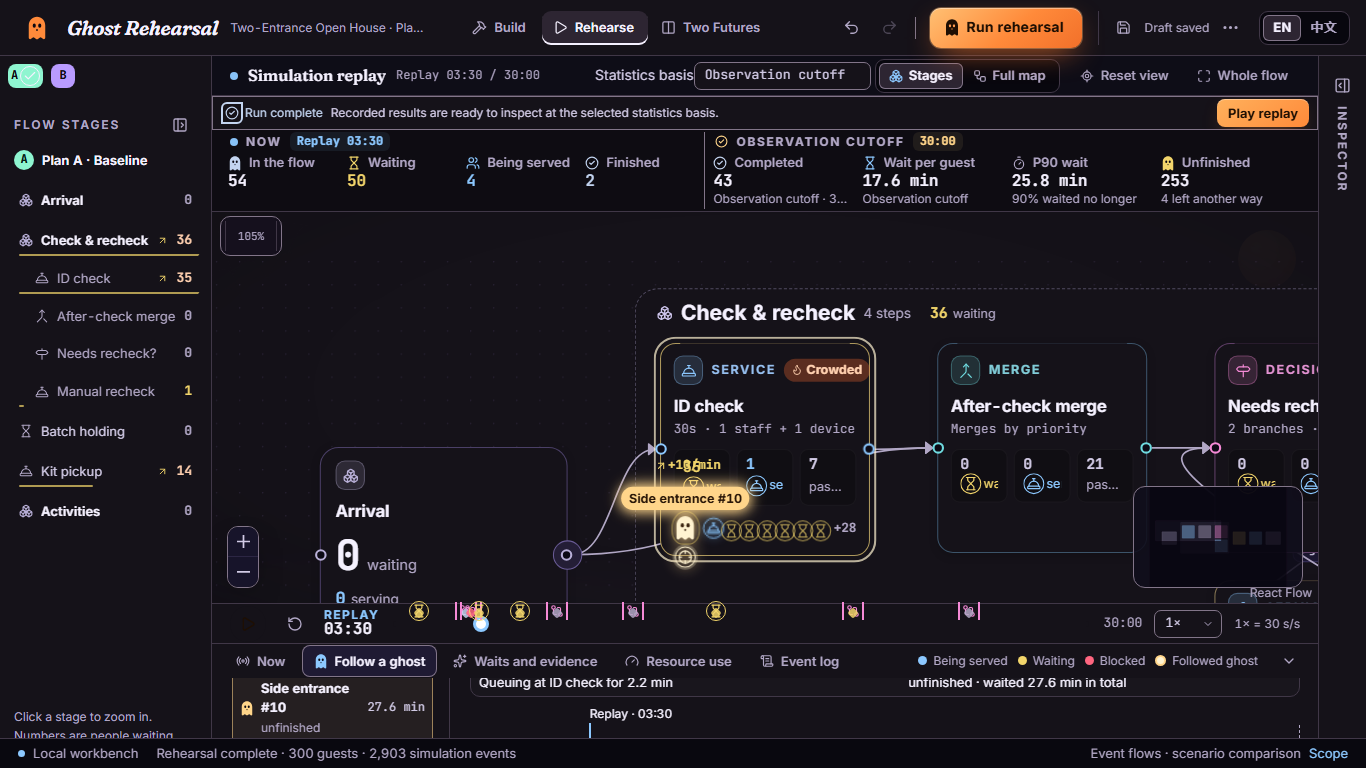 Ghost Rehearsal
Two-Entrance Open House · Pla...
Build
Rehearse
Two Futures
Run rehearsal
Draft saved
EN
中文
A
B
Simulation replay
Replay 03:30 / 30:00
Statistics basis
Observation cutoff
Stages
Full map
Reset view
Whole flow
INSPECTOR
Run complete Recorded results are ready to inspect at the selected statistics basis.
Play replay
FLOW STAGES
A Plan A · Baseline
Arrival 0
Check & recheck 36
ID check 35
After-check merge 0
Needs recheck? 0
Manual recheck 1
Batch holding 0
Kit pickup 14
Activities 0
Click a stage to zoom in.
Numbers are people waiting
NOW Replay 03:30
In the flow
54
Waiting
50
Being served
4
Finished
2
OBSERVATION CUTOFF 30:00
Completed
43
Observation cutoff · 3...
Wait per guest
17.6 min
Observation cutoff
P90 wait
25.8 min
90% waited no longer
Unfinished
253
4 left another way
105%
Check & recheck 4 steps 36 waiting
SERVICE Crowded
ID check
30s · 1 staff + 1 device
1
se
7
pas...
Side entrance #10
+28
MERGE
After-check merge
Merges by priority
0
wa
0
se
21
pas...
DECISIO
Needs rech
2 branches ·
0
wa
0
Arrival
0 waiting
0 serving
+
−
React Flow
REPLAY
03:30
30:00
1×
1× = 30 s/s
Now
Follow a ghost
Waits and evidence
Resource use
Event log
Being served
Waiting
Blocked
Followed ghost
Side entrance
#10
27.6 min
unfinished
Queuing at ID check for 2.2 min
unfinished · waited 27.6 min in total
Replay · 03:30
Local workbench
Rehearsal complete · 300 guests · 2,903 simulation events
Event flows · scenario comparison
Scope